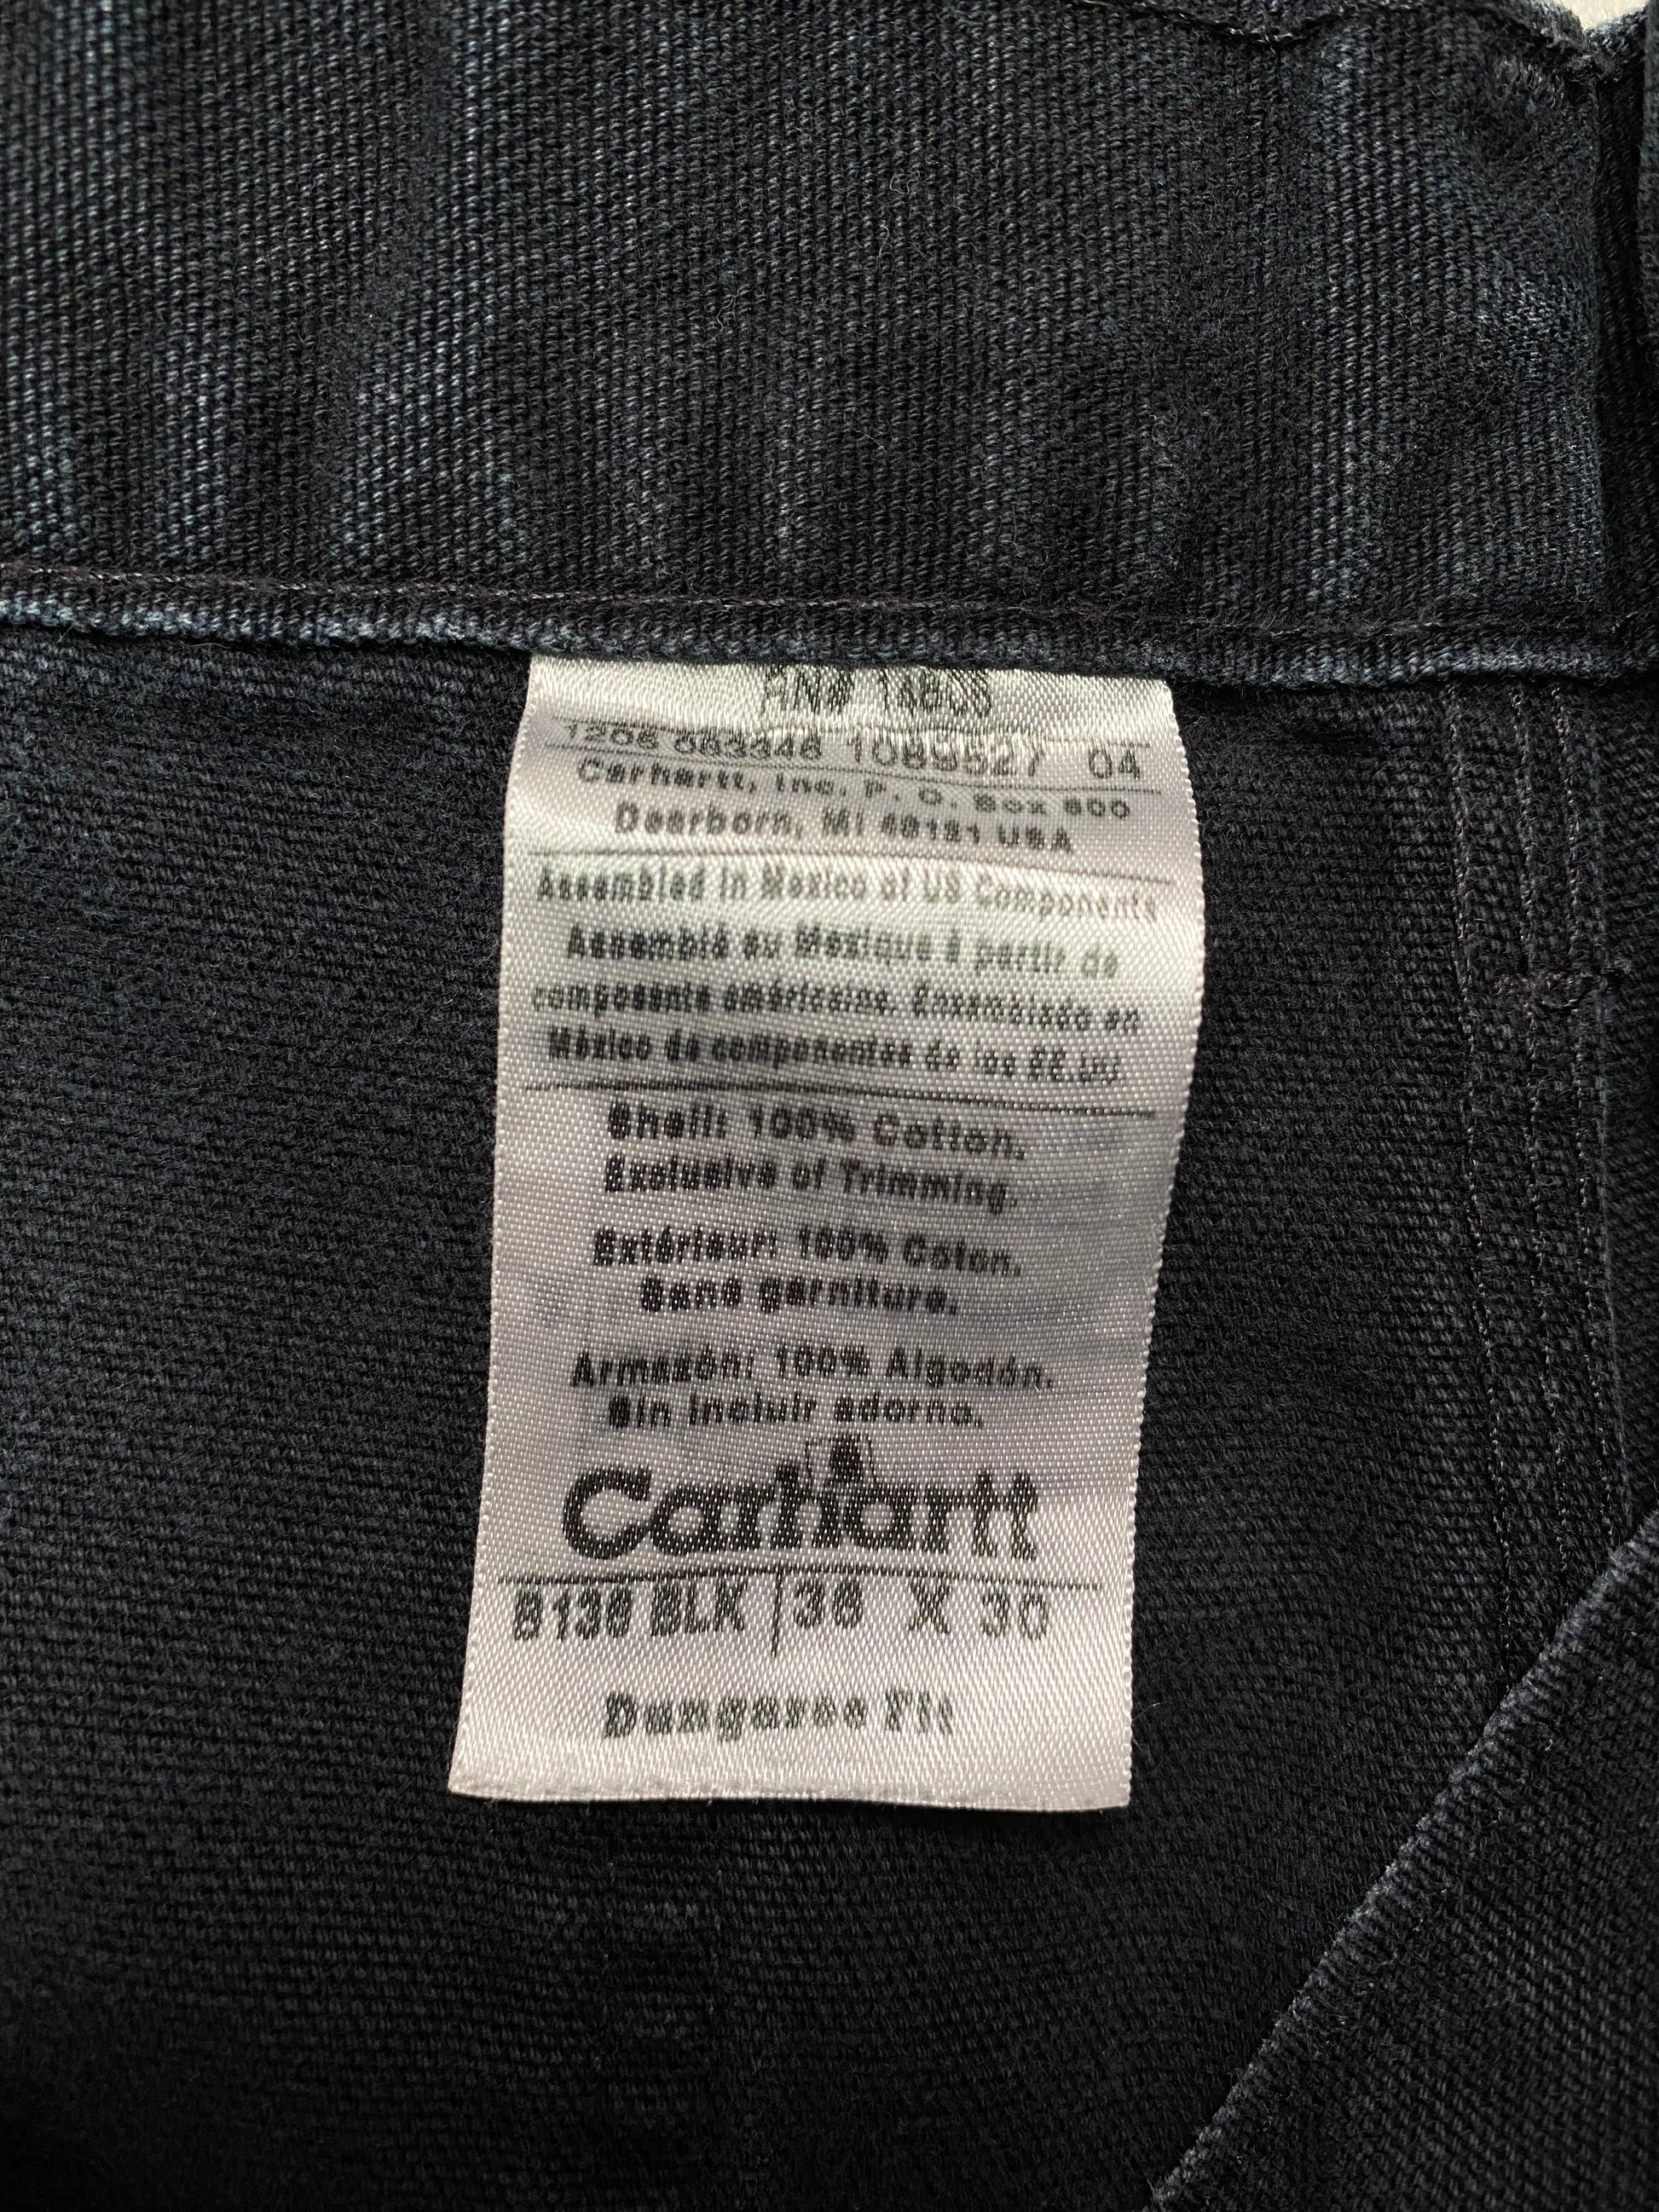 RN# 14806
1206 083346 1089527 04
Carhartt, Inc. P. O. Box 600
Dearborn, MI 48121 USA
Assembled in Mexico of US Components
Assemblé au Mexique à partir de
composants américains. Ensamblado en
México de componentes de los EE.UU
Shell: 100% Cotton.
Exclusive of Trimming.
Extérieur: 100% Coton.
Sans garniture.
Armazón: 100% Algodón.
Sin incluir adorno.
Carhartt
B136 BLK | 36 X 30
Dungaree Fit